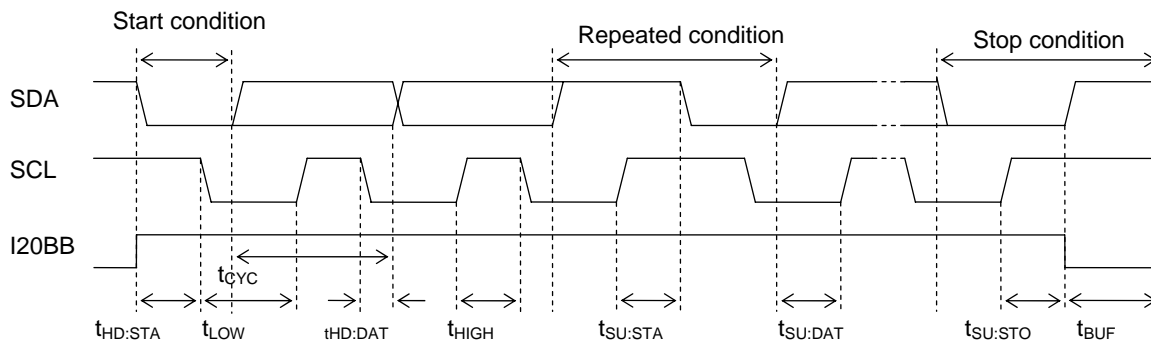 Start condition
Repeated condition
Stop condition
SDA
SCL
I20BB
tCYC
tHD:STA
tLOW
tHD:DAT
tHIGH
tSU:STA
tSU:DAT
tSU:STO
tBUF